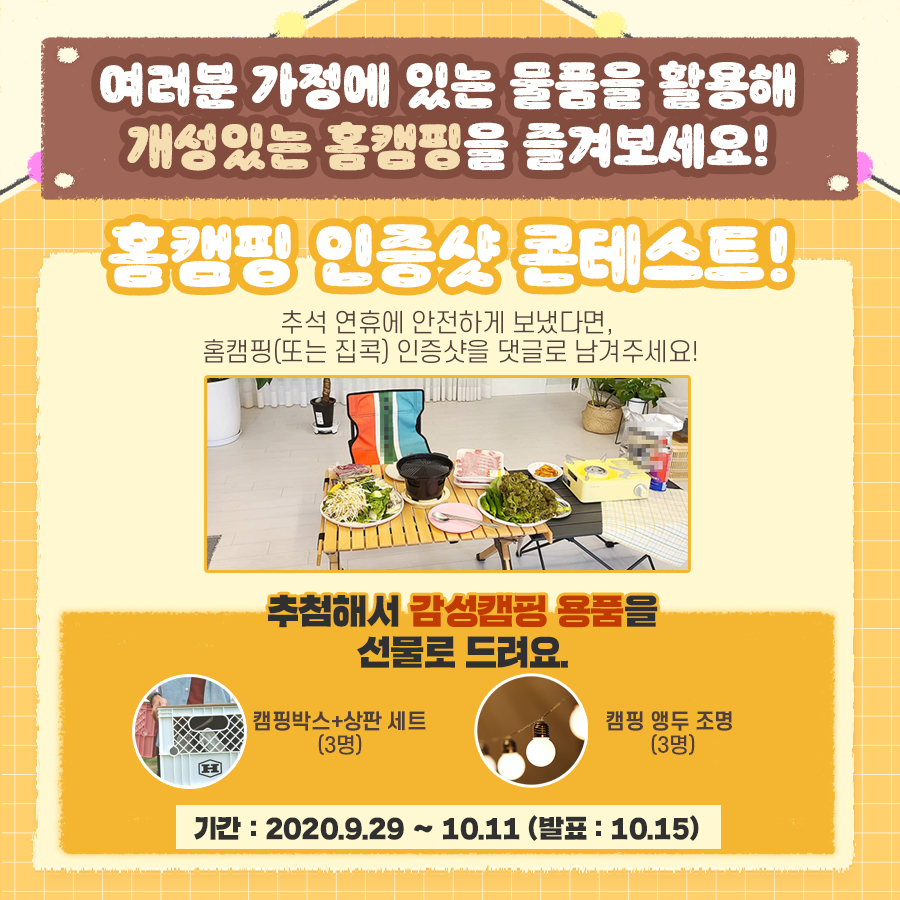 여러분 가정에 있는 물품을 활용해
개성있는 홈캠핑을 즐겨보세요!
홈캠핑 인증샷 콘테스트!
추석 연휴에 안전하게 보냈다면,
홈캠핑(또는 집콕) 인증샷을 댓글로 남겨주세요!
추첨해서 감성캠핑 용품을
선물로 드려요.
캠핑박스+상판 세트
(3명)
캠핑 앵두 조명
(3명)
H
기간 : 2020.9.29 ~ 10.11 (발표 : 10.15)